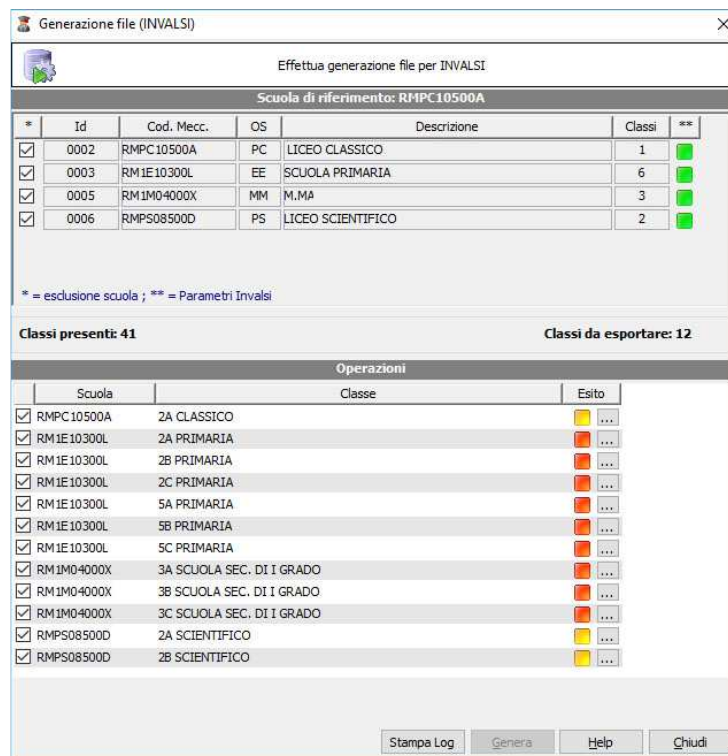 Generazione file (INVALSI)
Effettua generazione file per INVALSI
Scuola di riferimento: RMPC10500A
* Id Cod. Mecc. OS Descrizione Classi **
0002 RMPC10500A PC LICEO CLASSICO 1
0003 RM1E10300L EE SCUOLA PRIMARIA 6
0005 RM1M04000X MM M.MA 3
0006 RMPS08500D PS LICEO SCIENTIFICO 2
* = esclusione scuola ; ** = Parametri Invalsi
Classi presenti: 41 Classi da esportare: 12
Operazioni
Scuola Classe Esito
RMPC10500A 2A CLASSICO ...
RM1E10300L 2A PRIMARIA ...
RM1E10300L 2B PRIMARIA ...
RM1E10300L 2C PRIMARIA ...
RM1E10300L 5A PRIMARIA ...
RM1E10300L 5B PRIMARIA ...
RM1E10300L 5C PRIMARIA ...
RM1M04000X 3A SCUOLA SEC. DI I GRADO ...
RM1M04000X 3B SCUOLA SEC. DI I GRADO ...
RM1M04000X 3C SCUOLA SEC. DI I GRADO ...
RMPS08500D 2A SCIENTIFICO ...
RMPS08500D 2B SCIENTIFICO ...
Stampa Log Genera Help Chiudi